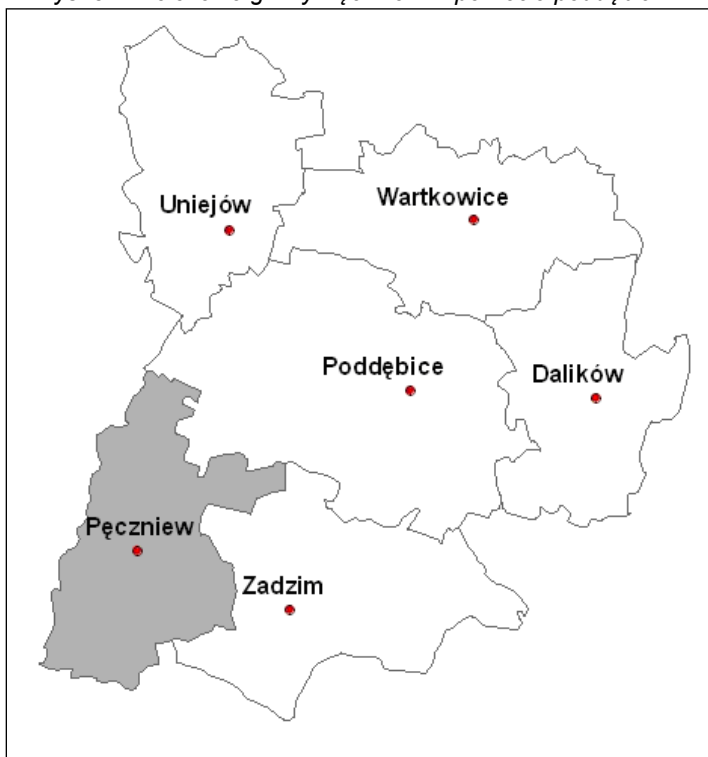 Uniejów
Wartkowice
Poddębice
Dalików
Pęczniew
Zadzim